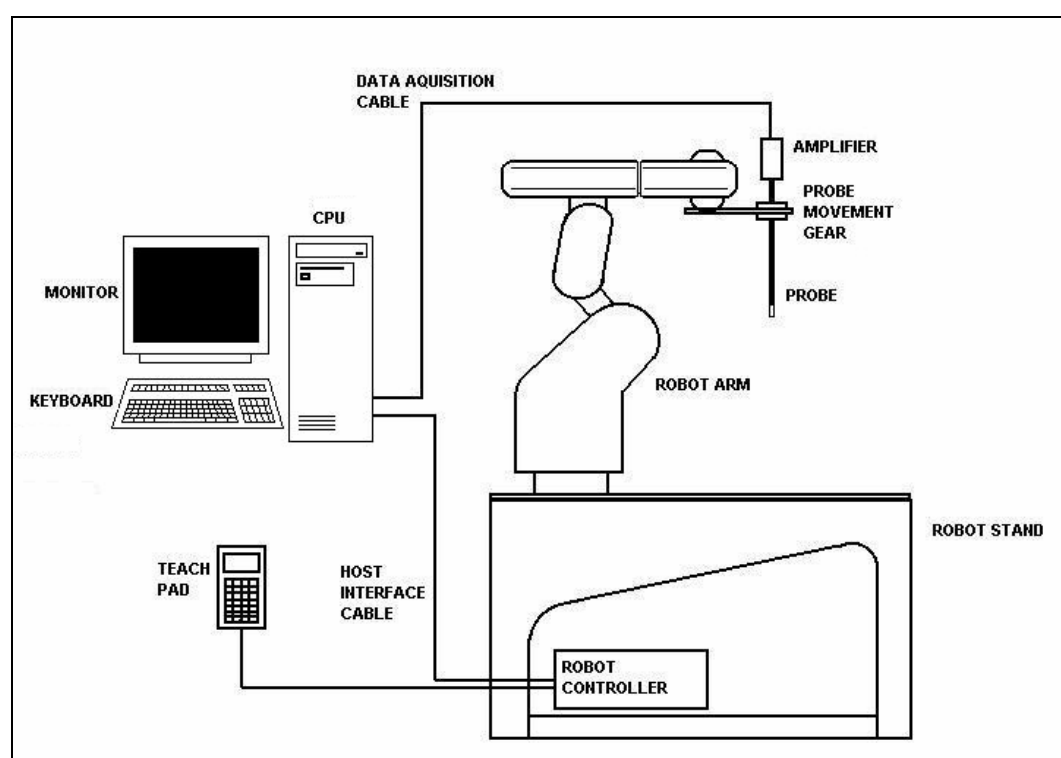 DATA AQUISITION
CABLE
AMPLIFIER
PROBE
MOVEMENT
GEAR
CPU
MONITOR
PROBE
ROBOT ARM
KEYBOARD
ROBOT STAND
TEACH
PAD
HOST
INTERFACE
CABLE
ROBOT
CONTROLLER